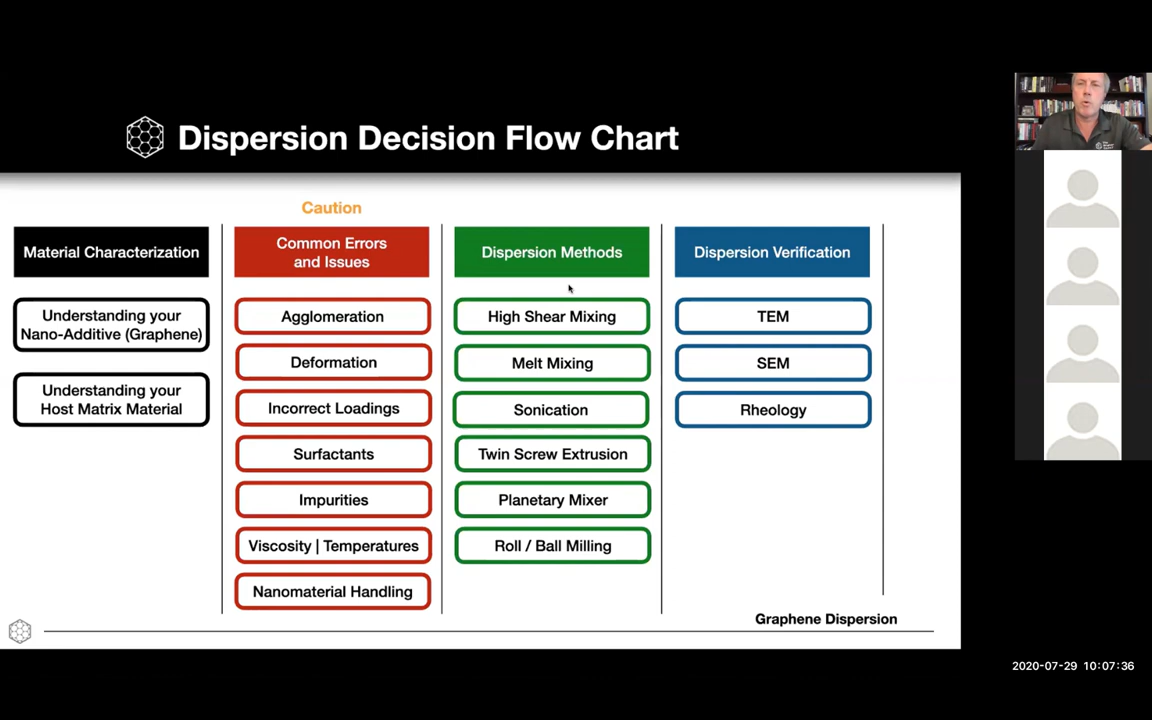 Dispersion Decision Flow Chart
Caution
Material Characterization
Understanding your
Nano-Additive (Graphene)
Understanding your
Host Matrix Material
Common Errors
and Issues
Agglomeration
Deformation
Incorrect Loadings
Surfactants
Impurities
Viscosity | Temperatures
Nanomaterial Handling
Dispersion Methods
High Shear Mixing
Melt Mixing
Sonication
Twin Screw Extrusion
Planetary Mixer
Roll / Ball Milling
Dispersion Verification
TEM
SEM
Rheology
Graphene Dispersion
2020-07-29 10:07:36